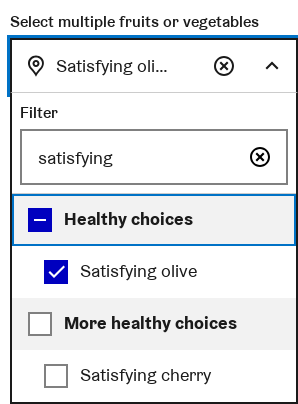 Select multiple fruits or vegetables
Satisfying oli...
Filter
satisfying
Healthy choices
Satisfying olive
More healthy choices
Satisfying cherry